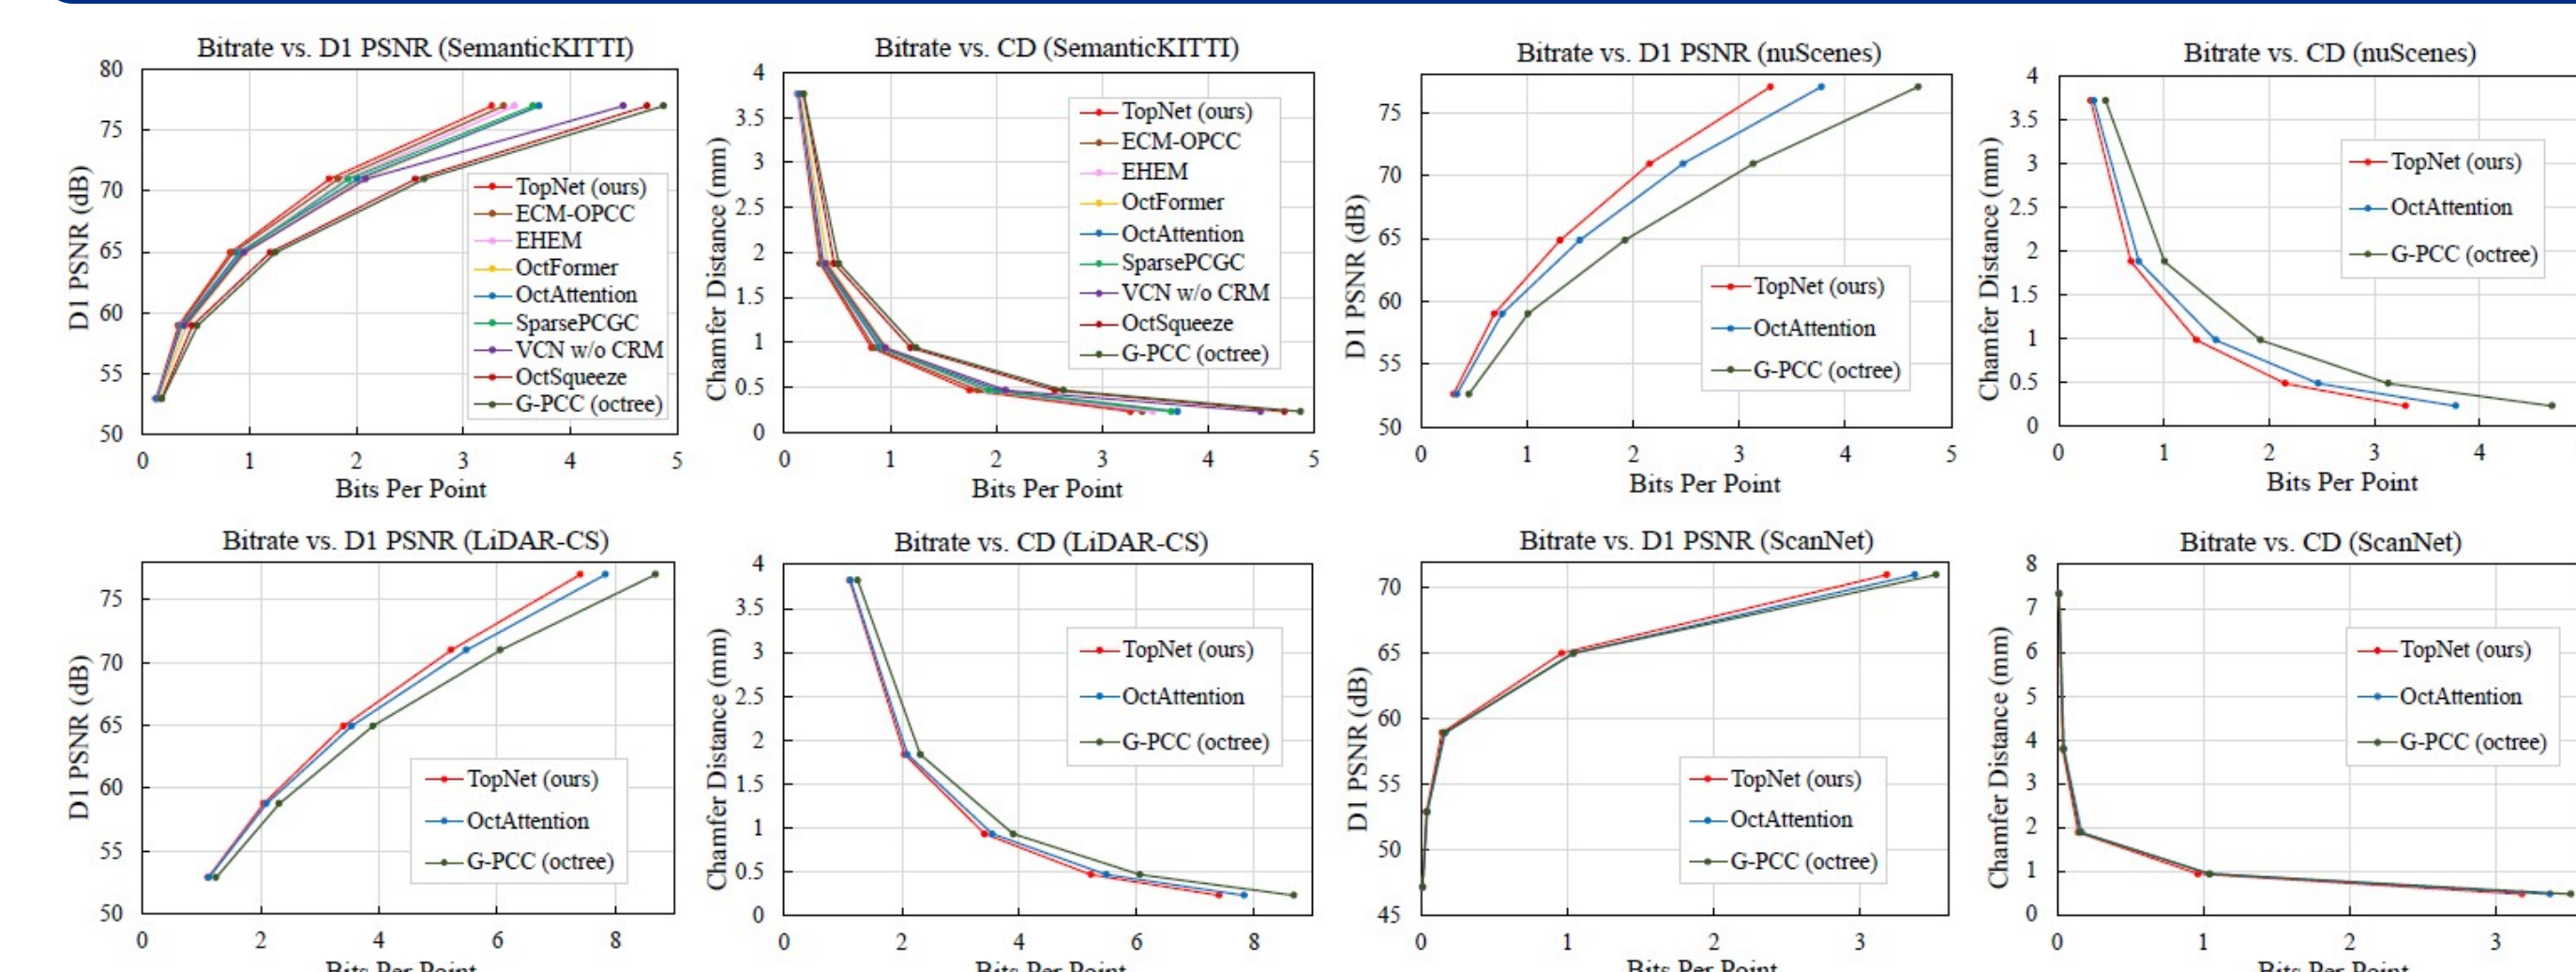 Bitrate vs. D1 PSNR (SemanticKITTI)
80
75
70
65
60
55
50
D1 PSNR (dB)
TopNet (ours)
ECM-OPCC
EHEM
OctFormer
OctAttention
SparsePCGC
VCN w/o CRM
OctSqueeze
G-PCC (octree)
0 1 2 3 4 5
Bits Per Point
Bitrate vs. CD (SemanticKITTI)
4
3.5
3
2.5
2
1.5
1
0.5
0
Chamfer Distance (mm)
TopNet (ours)
ECM-OPCC
EHEM
OctFormer
OctAttention
SparsePCGC
VCN w/o CRM
OctSqueeze
G-PCC (octree)
0 1 2 3 4 5
Bits Per Point
Bitrate vs. D1 PSNR (nuScenes)
75
70
65
60
55
50
D1 PSNR (dB)
TopNet (ours)
OctAttention
G-PCC (octree)
0 1 2 3 4 5
Bits Per Point
Bitrate vs. CD (nuScenes)
4
3.5
3
2.5
2
1.5
1
0.5
0
Chamfer Distance (mm)
TopNet (ours)
OctAttention
G-PCC (octree)
0 1 2 3 4
Bits Per Point
Bitrate vs. D1 PSNR (LiDAR-CS)
75
70
65
60
55
50
D1 PSNR (dB)
TopNet (ours)
OctAttention
G-PCC (octree)
0 2 4 6 8
Bits Per Point
Bitrate vs. CD (LiDAR-CS)
4
3.5
3
2.5
2
1.5
1
0.5
0
Chamfer Distance (mm)
TopNet (ours)
OctAttention
G-PCC (octree)
0 2 4 6 8
Bits Per Point
Bitrate vs. D1 PSNR (ScanNet)
70
65
60
55
50
45
D1 PSNR (dB)
TopNet (ours)
OctAttention
G-PCC (octree)
0 1 2 3
Bits Per Point
Bitrate vs. CD (ScanNet)
8
7
6
5
4
3
2
1
0
Chamfer Distance (mm)
TopNet (ours)
OctAttention
G-PCC (octree)
0 1 2 3
Bits Per Point